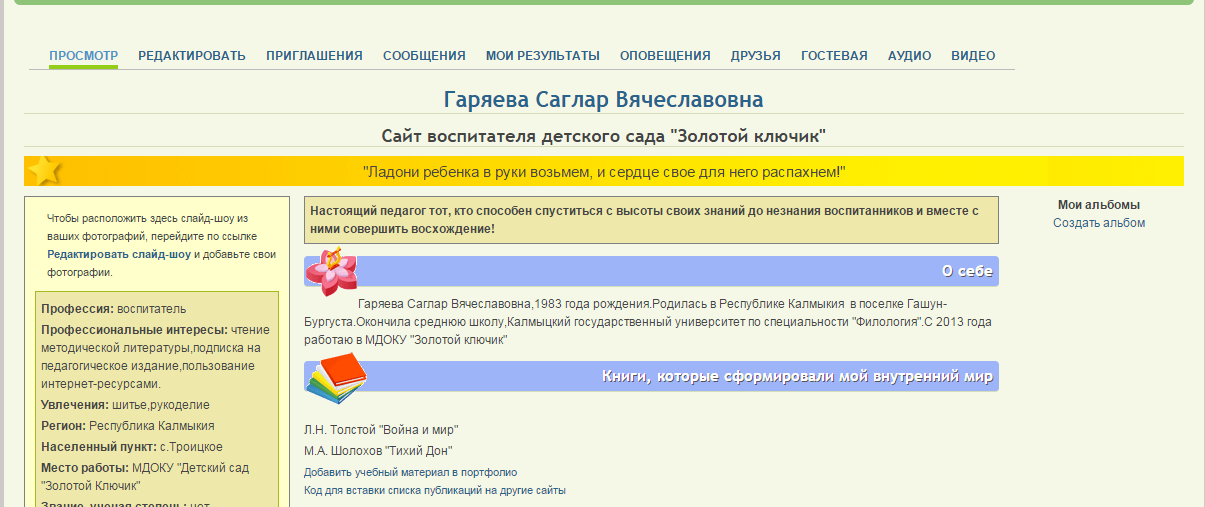 ПРОСМОТР РЕДАКТИРОВАТЬ ПРИГЛАШЕНИЯ СООБЩЕНИЯ МОИ РЕЗУЛЬТАТЫ ОПОВЕЩЕНИЯ ДРУЗЬЯ ГОСТЕВАЯ АУДИО ВИДЕО
Гаряева Саглар Вячеславовна
Сайт воспитателя детского сада "Золотой ключик"
"Ладони ребенка в руки возьмем, и сердце свое для него распахнем!"
Чтобы расположить здесь слайд-шоу из
ваших фотографий, перейдите по ссылке
Редактировать слайд-шоу и добавьте свои
фотографии.
Профессия: воспитатель
Профессиональные интересы: чтение
методической литературы,подписка на
педагогическое издание,пользование
интернет-ресурсами.
Увлечения: шитье,рукоделие
Регион: Республика Калмыкия
Населенный пункт: с.Троицкое
Место работы: МДОКУ "Детский сад
"Золотой Ключик"
Звание, ученая степень: нет
Настоящий педагог тот, кто способен спуститься с высоты своих знаний до незнания воспитанников и вместе с
ними совершить восхождение!
О себе
Гаряева Саглар Вячеславовна,1983 года рождения.Родилась в Республике Калмыкия в поселке Гашун-
Бургуста.Окончила среднюю школу,Калмыцкий государственный университет по специальности "Филология".С 2013 года
работаю в МДОКУ "Золотой ключик"
Книги, которые сформировали мой внутренний мир
Л.Н. Толстой "Война и мир"
М.А. Шолохов "Тихий Дон"
Добавить учебный материал в портфолио
Код для вставки списка публикаций на другие сайты
Мои альбомы
Создать альбом